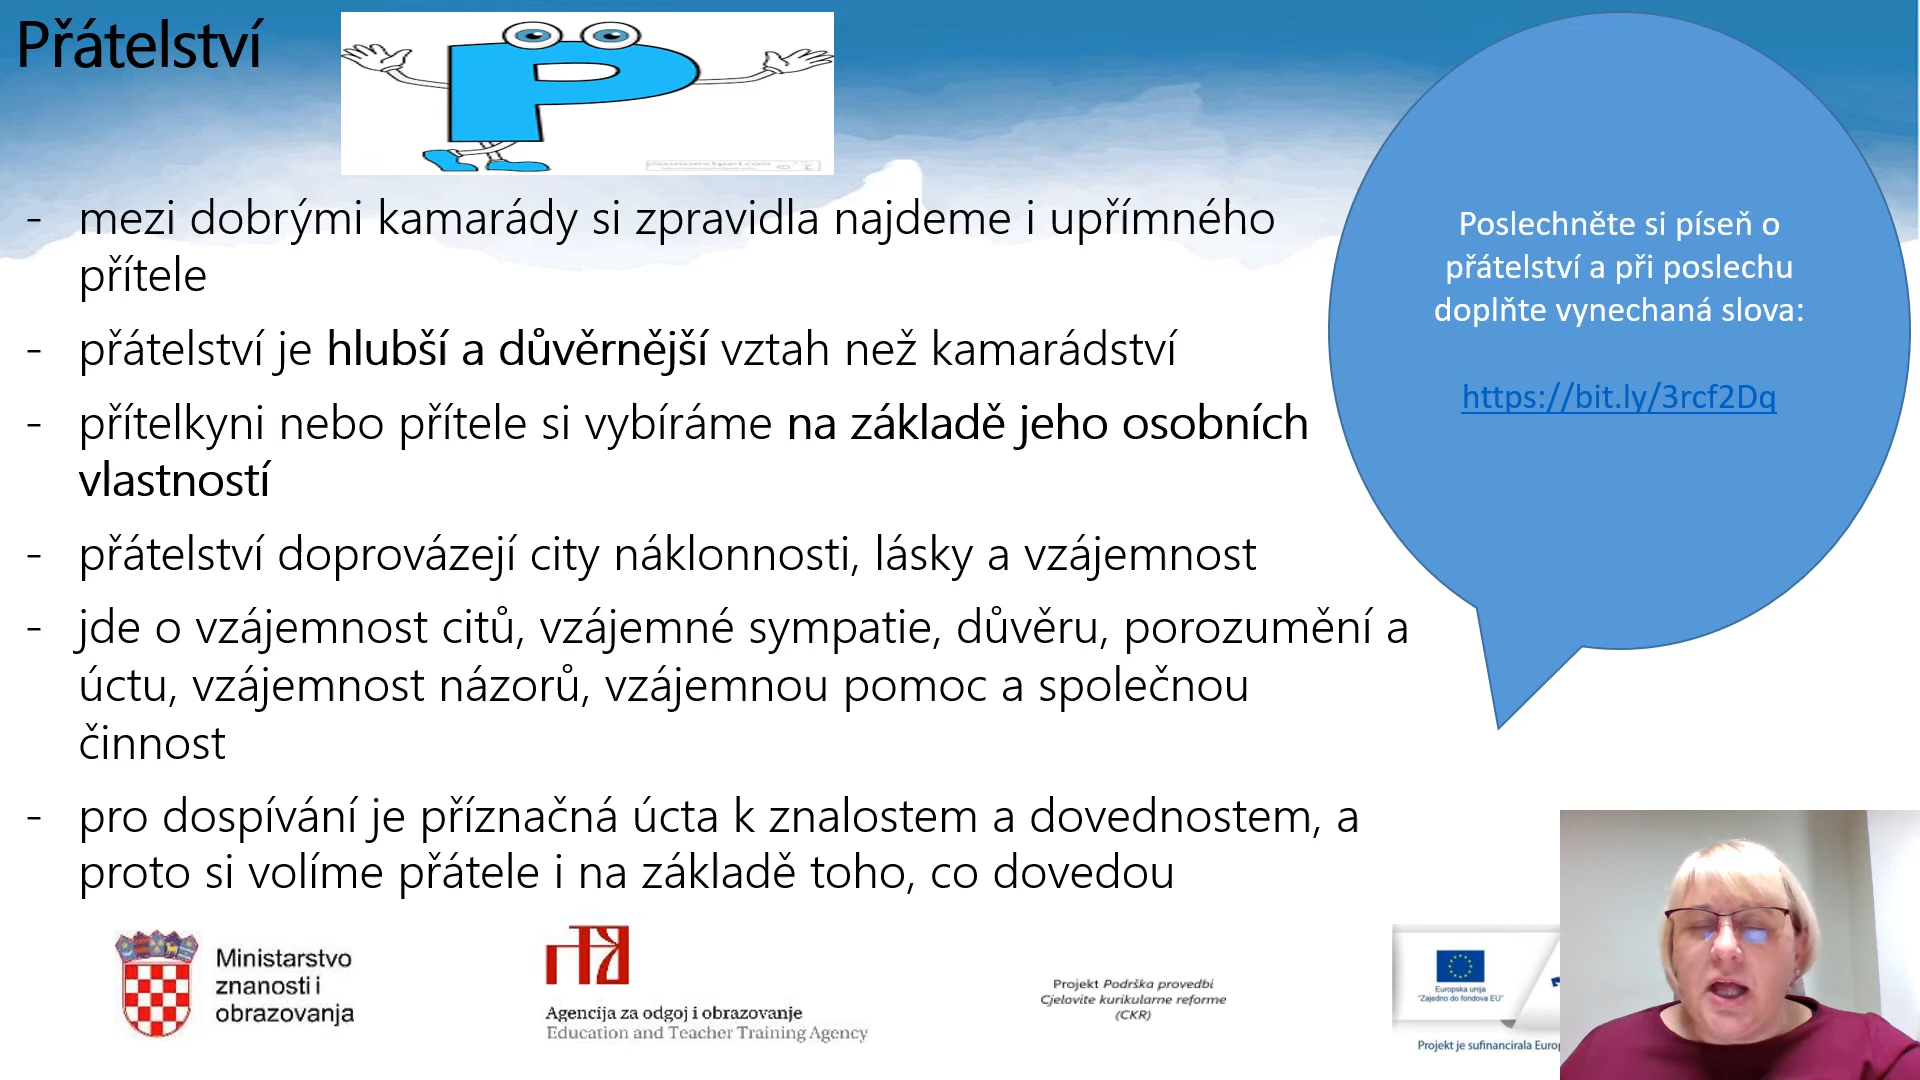 Přátelství
- mezi dobrými kamarády si zpravidla najdeme i upřímného
přítele
- přátelství je hlubší a důvěrnější vztah než kamarádství
- přítelkyni nebo přítele si vybíráme na základě jeho osobních
vlastností
- přátelství doprovázejí city náklonnosti, lásky a vzájemnost
- jde o vzájemnost citů, vzájemné sympatie, důvěru, porozumění a
úctu, vzájemnost názorů, vzájemnou pomoc a společnou
činnost
- pro dospívání je příznačná úcta k znalostem a dovednostem, a
proto si volíme přátele i na základě toho, co dovedou
Poslechněte si píseň o
přátelství a při poslechu
doplňte vynechaná slova:
https://bit.ly/3rcf2Dq
Ministarstvo
znanosti i
obrazovanja
Agencija za odgoj i obrazovanje
Education and Teacher Training Agency
Projekt Podrška provedbi
Cjelovite kurikularne reforme
(CKR)
Europska unija
"Zajedno do fondova EU"
Projekt je sufinancirala